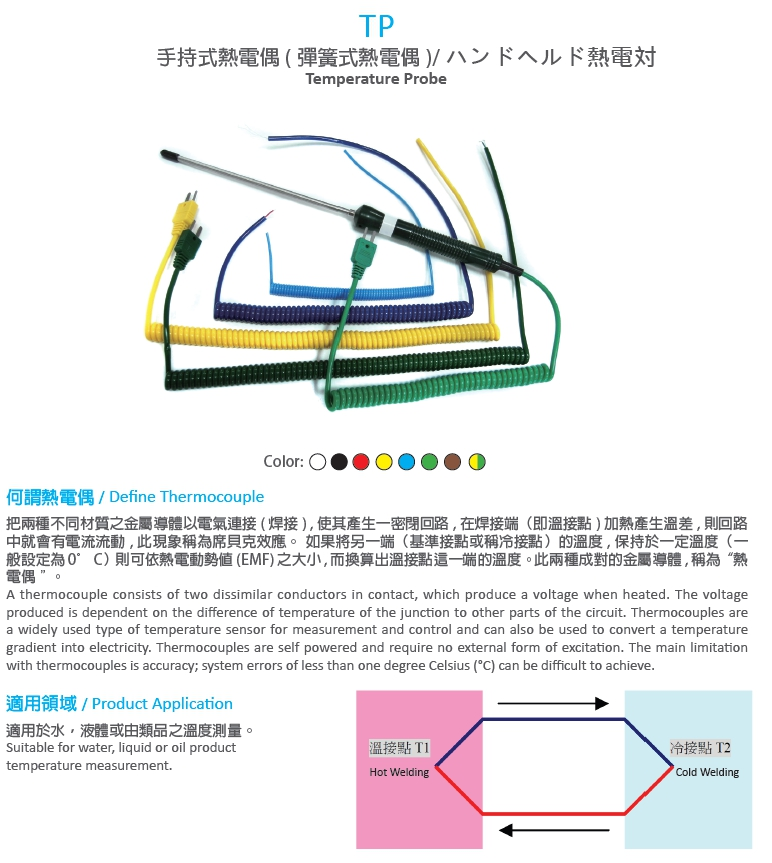 TP
手持式熱電偶 ( 彈簧式熱電偶 )/ ハンドヘルド熱電対
Temperature Probe
Color:
何謂熱電偶 / Define Thermocouple
把兩種不同材質之金屬導體以電氣連接 ( 焊接 ) , 使其產生一密閉回路 , 在焊接端（即溫接點 ) 加熱產生溫差 , 則回路
中就會有電流流動 , 此現象稱為席貝克效應。 如果將另一端（基準接點或稱冷接點）的溫度 , 保持於一定溫度（一
般設定為 0° C）則可依熱電動勢値 (EMF) 之大小 , 而換算出溫接點這一端的溫度。此兩種成對的金屬導體 , 稱為“熱
電偶 ”。
A thermocouple consists of two dissimilar conductors in contact, which produce a voltage when heated. The voltage
produced is dependent on the difference of temperature of the junction to other parts of the circuit. Thermocouples are
a widely used type of temperature sensor for measurement and control and can also be used to convert a temperature
gradient into electricity. Thermocouples are self powered and require no external form of excitation. The main limitation
with thermocouples is accuracy; system errors of less than one degree Celsius (°C) can be difficult to achieve.
適用領域 / Product Application
適用於水，液體或由類品之溫度測量。
Suitable for water, liquid or oil product
temperature measurement.
溫接點 T1
Hot Welding
冷接點 T2
Cold Welding